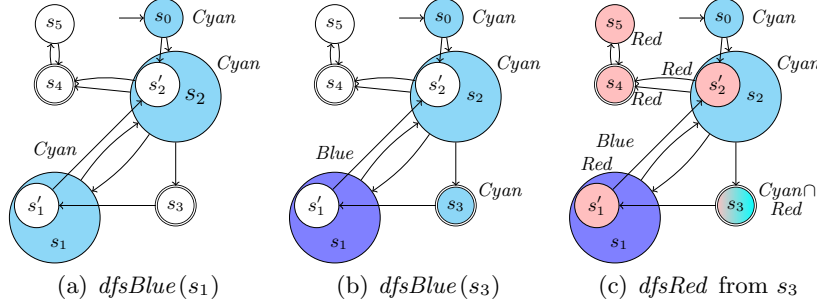 s₅
s₀ Cyan
Cyan
s₄
s′₂
s₂
Cyan
s′₁
s₃
s₁
(a) dfsBlue(s₁)
s₅
s₀ Cyan
Cyan
s₄
s′₂
s₂
Blue
s′₁
s₃ Cyan
s₁
(b) dfsBlue(s₃)
s₅
s₀ Cyan
Red
Cyan
Red
s₄
s′₂
s₂
Red
Blue
Red
s′₁
s₃ Cyan∩
Red
s₁
(c) dfsRed from s₃